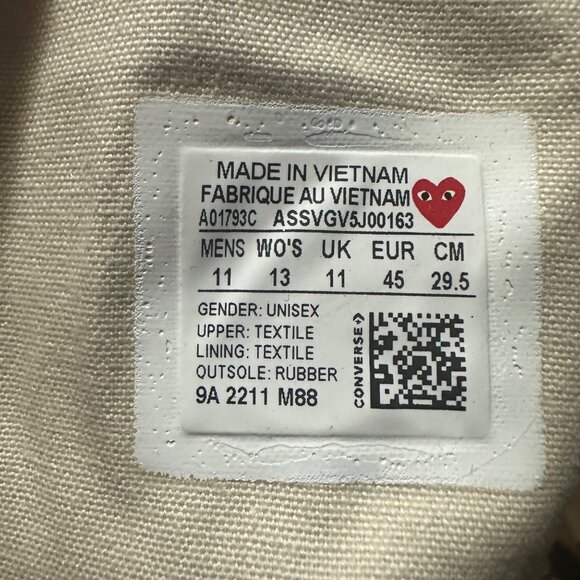 MADE IN VIETNAM
FABRIQUE AU VIETNAM
A01793C ASSVGV5J00163
MENS WO'S UK EUR CM
11 13 11 45 29.5
GENDER: UNISEX
UPPER: TEXTILE
LINING: TEXTILE
OUTSOLE: RUBBER
9A 2211 M88
CONVERSE